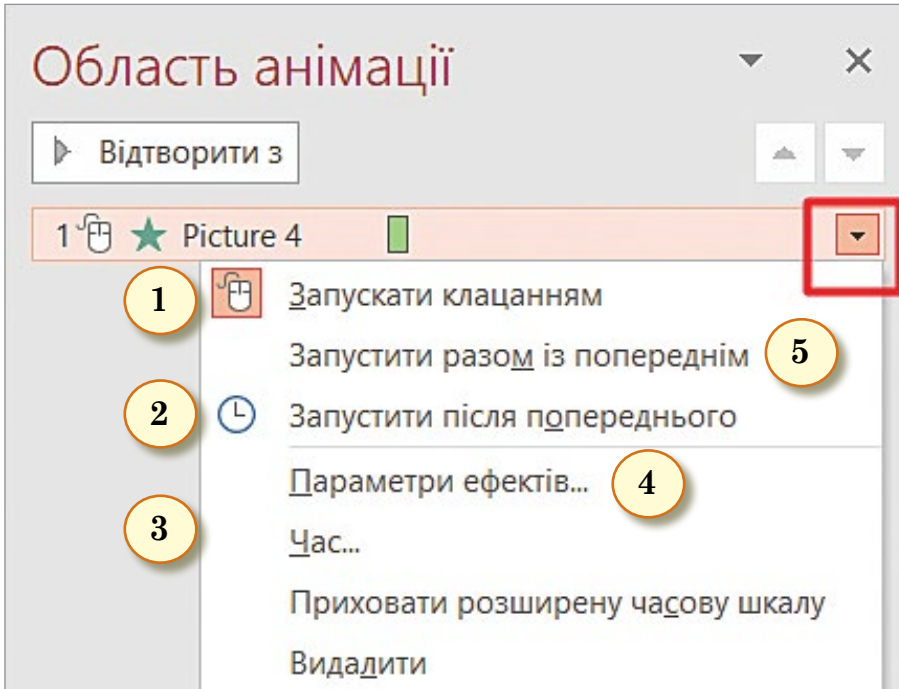 Область анімації
Відтворити з
1 Picture 4
1 Запускати клацанням
Запустити разом із попереднім 5
2 Запустити після попереднього
Параметри ефектів... 4
3 Час...
Приховати розширену часову шкалу
Видалити